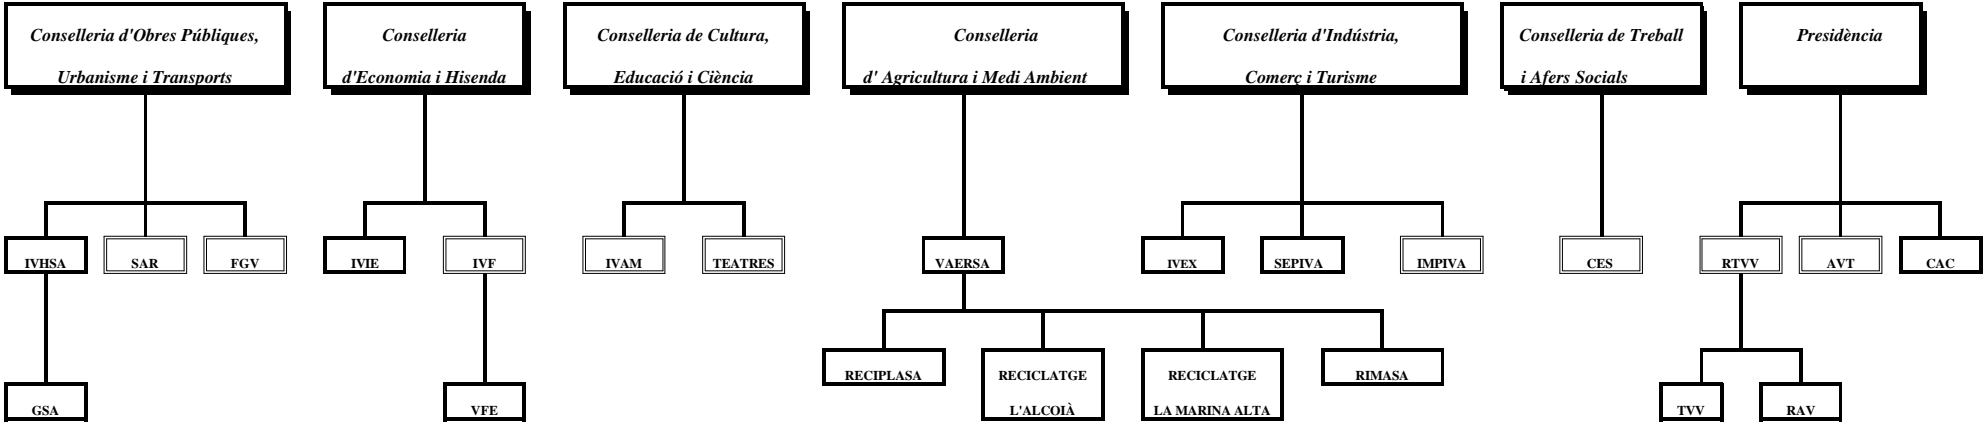 Conselleria d'Obres Públiques,
Urbanisme i Transports
Conselleria
d'Economia i Hisenda
Conselleria de Cultura,
Educació i Ciència
Conselleria
d' Agricultura i Medi Ambient
Conselleria d'Indústria,
Comerç i Turisme
Conselleria de Treball
i Afers Socials
Presidència
IVHSA
SAR
FGV
IVIE
IVF
IVAM
TEATRES
VAERSA
IVEX
SEPIVA
IMPIVA
CES
RTVV
AVT
CAC
RECIPLASA
RECICLATGE
L'ALCOIÀ
RECICLATGE
LA MARINA ALTA
RIMASA
GSA
VFE
TVV
RAV